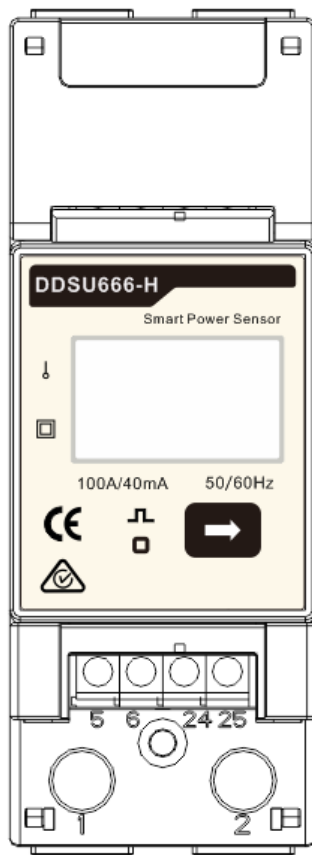 DDSU666-H
Smart Power Sensor
100A/40mA 50/60Hz
CE
5 6 24 25
1 2